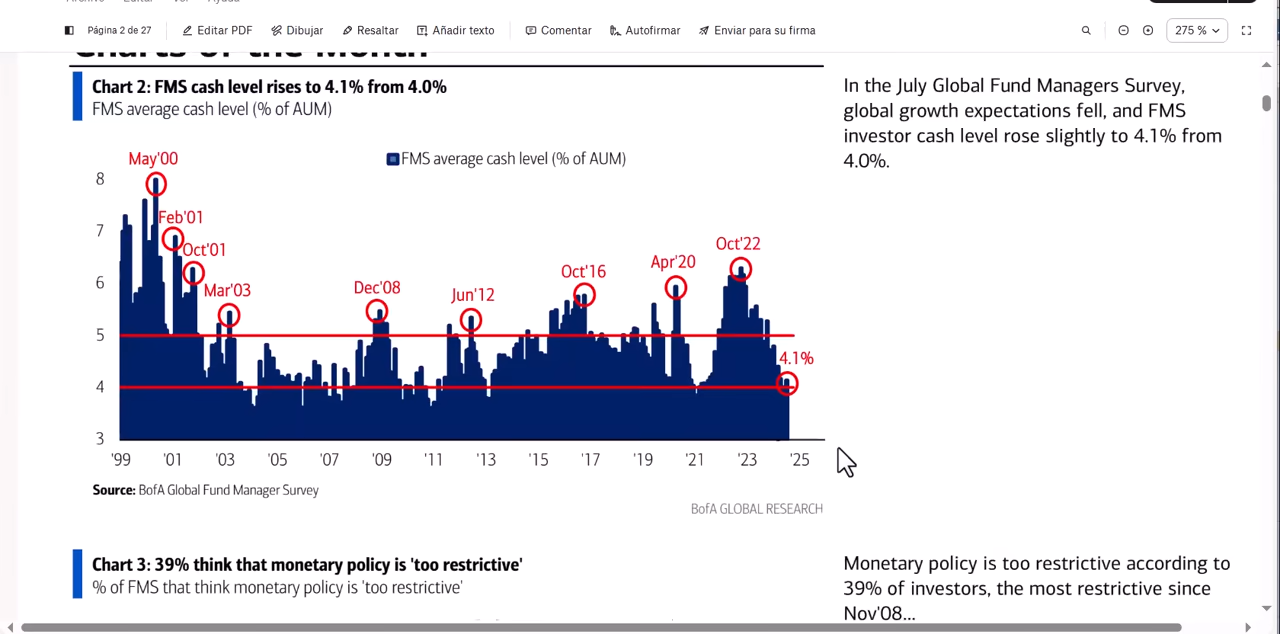 Página 2 de 27
Editar PDF
Dibujar
Resaltar
Añadir texto
Comentar
Autofirmar
Enviar para su firma
275 %
Charts of the Month
Chart 2: FMS cash level rises to 4.1% from 4.0%
FMS average cash level (% of AUM)
In the July Global Fund Managers Survey,
global growth expectations fell, and FMS
investor cash level rose slightly to 4.1% from
4.0%.
FMS average cash level (% of AUM)
May'00
Feb'01
Oct'01
Mar'03
Dec'08
Jun'12
Oct'16
Apr'20
Oct'22
4.1%
8
7
6
5
4
3
'99 '01 '03 '05 '07 '09 '11 '13 '15 '17 '19 '21 '23 '25
Source: BofA Global Fund Manager Survey
BofA GLOBAL RESEARCH
Chart 3: 39% think that monetary policy is 'too restrictive'
% of FMS that think monetary policy is 'too restrictive'
Monetary policy is too restrictive according to
39% of investors, the most restrictive since
Nov'08...